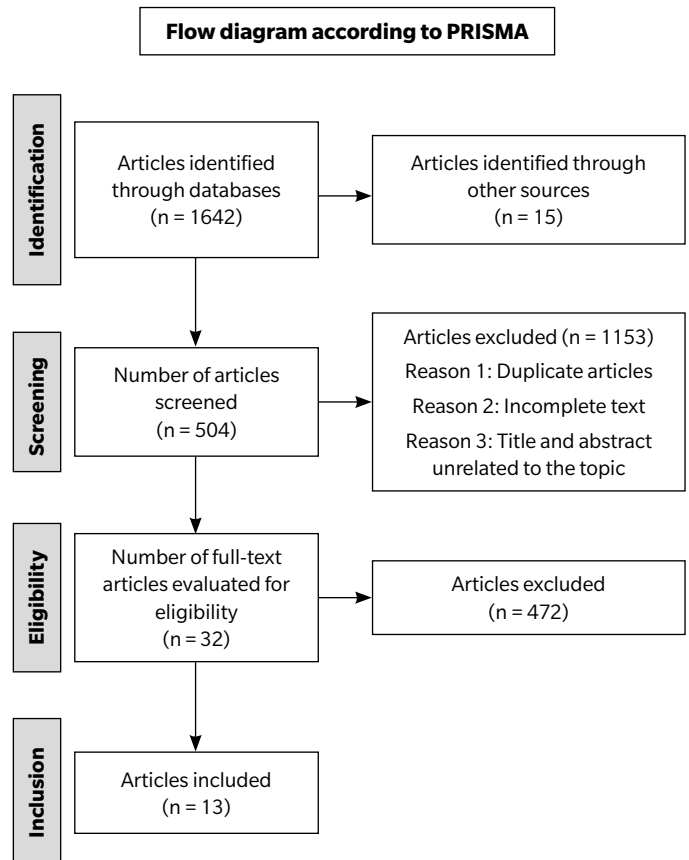 Flow diagram according to PRISMA
Identification
Articles identified
through databases
(n = 1642)
Articles identified through
other sources
(n = 15)
Screening
Number of articles
screened
(n = 504)
Articles excluded (n = 1153)
Reason 1: Duplicate articles
Reason 2: Incomplete text
Reason 3: Title and abstract
unrelated to the topic
Eligibility
Number of full-text
articles evaluated for
eligibility
(n = 32)
Articles excluded
(n = 472)
Inclusion
Articles included
(n = 13)